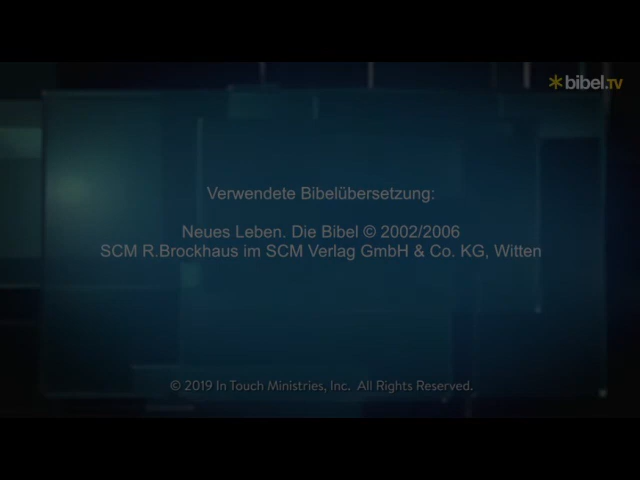 bibel.TV
Verwendete Bibelübersetzung:
Neues Leben. Die Bibel © 2002/2006
SCM R.Brockhaus im SCM Verlag GmbH & Co. KG, Witten
© 2019 In Touch Ministries, Inc. All Rights Reserved.